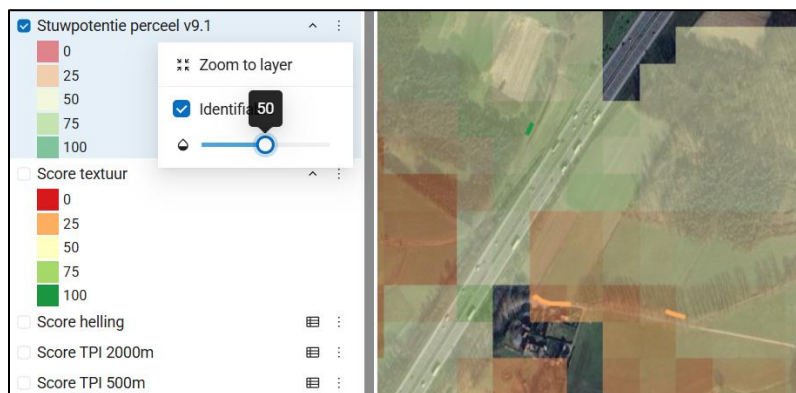 Stuwpotentie perceel v9.1
0
25
50
75
100
Zoom to layer
Identifia
50
Score textuur
0
25
50
75
100
Score helling
Score TPI 2000m
Score TPI 500m